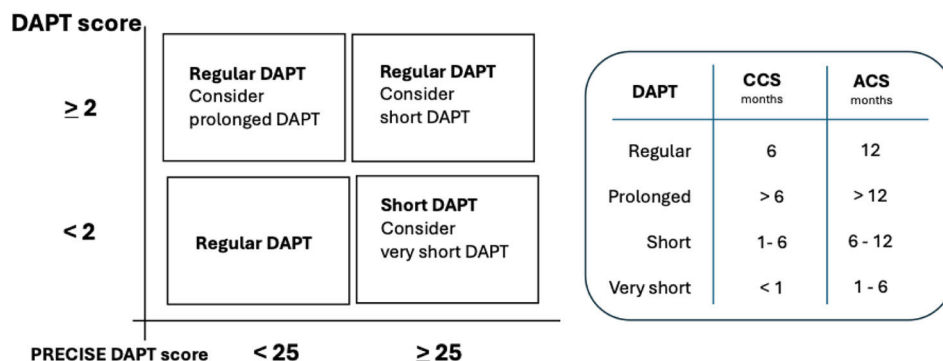 DAPT score
≥ 2
Regular DAPT
Consider
prolonged DAPT
Regular DAPT
Consider
short DAPT
< 2
Regular DAPT
Short DAPT
Consider
very short DAPT
PRECISE DAPT score
< 25
≥ 25
DAPT CCS ACS
months months
Regular 6 12
Prolonged > 6 > 12
Short 1- 6 6 - 12
Very short < 1 1 - 6